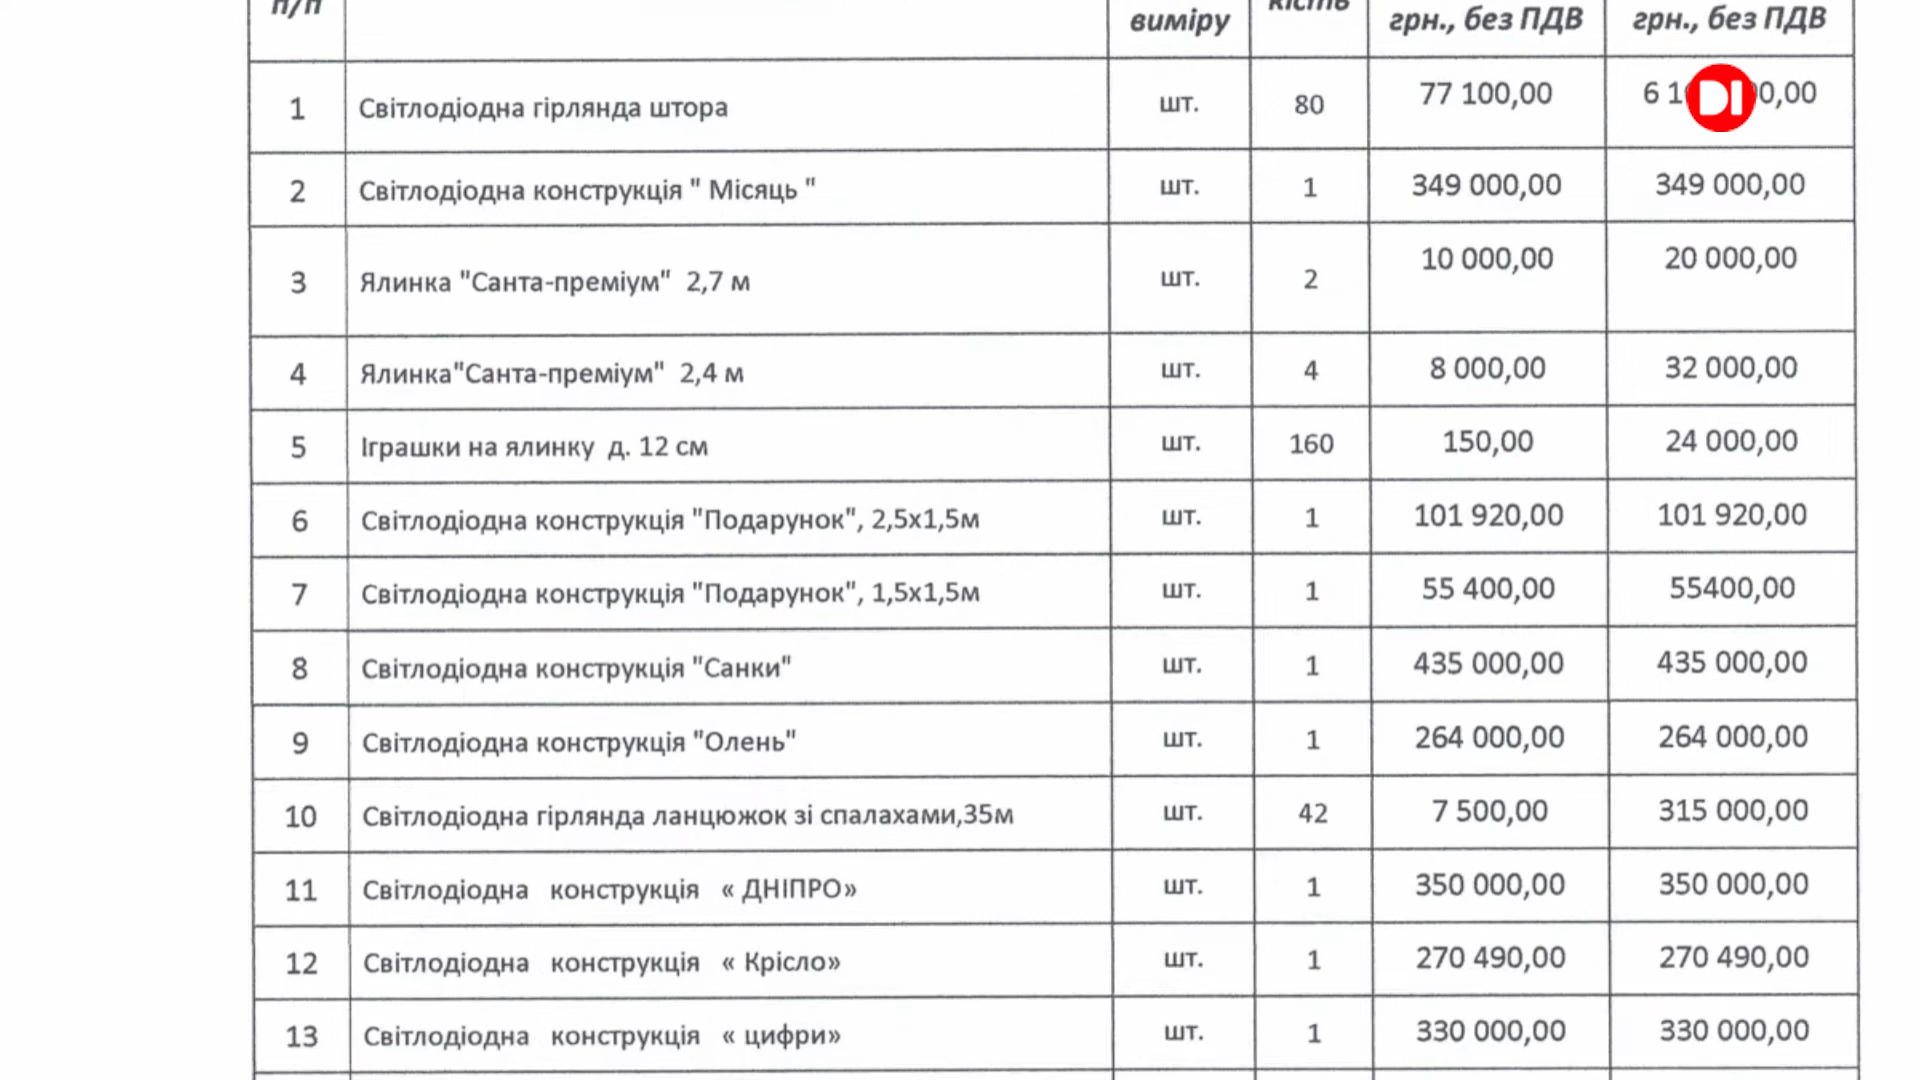 п/п виміру кість грн., без ПДВ грн., без ПДВ
1 Світлодіодна гірлянда штора шт. 80 77 100,00
DI
2 Світлодіодна конструкція " Місяць " шт. 1 349 000,00 349 000,00
3 Ялинка "Санта-преміум" 2,7 м шт. 2 10 000,00 20 000,00
4 Ялинка"Санта-преміум" 2,4 м шт. 4 8 000,00 32 000,00
5 Іграшки на ялинку д. 12 см шт. 160 150,00 24 000,00
6 Світлодіодна конструкція "Подарунок", 2,5х1,5м шт. 1 101 920,00 101 920,00
7 Світлодіодна конструкція "Подарунок", 1,5х1,5м шт. 1 55 400,00 55400,00
8 Світлодіодна конструкція "Санки" шт. 1 435 000,00 435 000,00
9 Світлодіодна конструкція "Олень" шт. 1 264 000,00 264 000,00
10 Світлодіодна гірлянда ланцюжок зі спалахами,35м шт. 42 7 500,00 315 000,00
11 Світлодіодна конструкція « ДНІПРО» шт. 1 350 000,00 350 000,00
12 Світлодіодна конструкція « Крісло» шт. 1 270 490,00 270 490,00
13 Світлодіодна конструкція « цифри» шт. 1 330 000,00 330 000,00